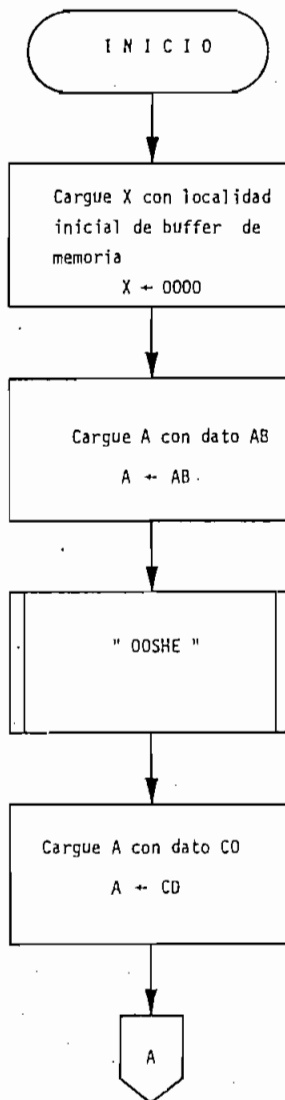 I N I C I O
Cargue X con localidad
inicial de buffer de
memoria
X ← 0000
Cargue A con dato AB
A ← AB
" OOSHE "
Cargue A con dato CD
A ← CD
A